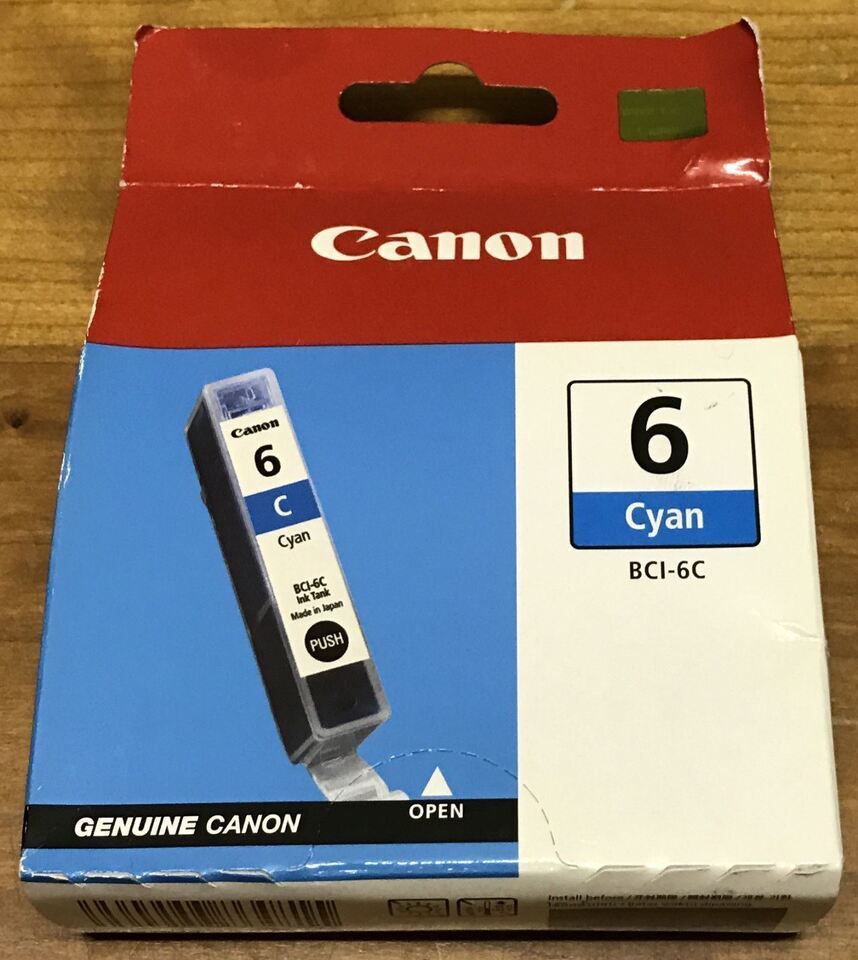 Canon
6
Cyan
BCI-6C
Canon
6
C
Cyan
BCI-6C
Ink Tank
Made in Japan
PUSH
OPEN
GENUINE CANON
Install before /